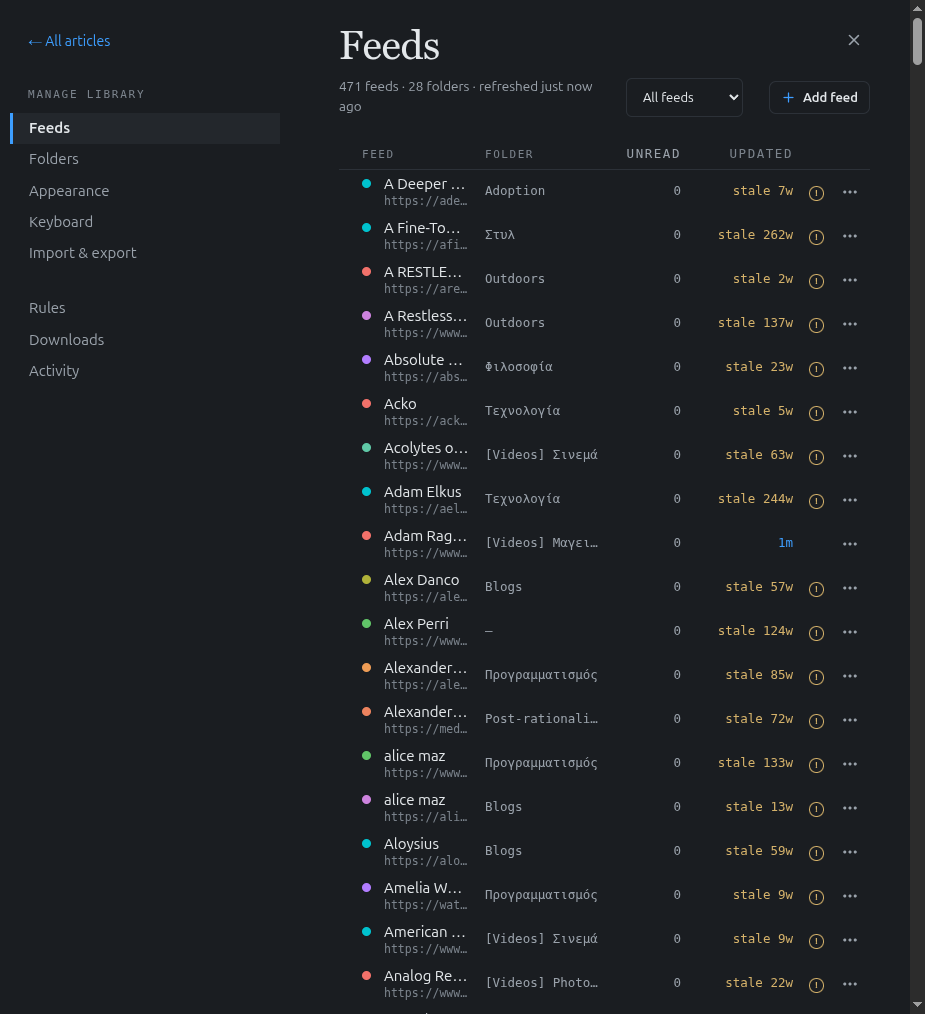 ← All articles
MANAGE LIBRARY
Feeds
Folders
Appearance
Keyboard
Import & export
Rules
Downloads
Activity
Feeds
471 feeds · 28 folders · refreshed just now
ago
All feeds
+ Add feed
FEED FOLDER UNREAD UPDATED
A Deeper … Adoption 0 stale 7w
https://ade…
A Fine-To… Στυλ 0 stale 262w
https://afi…
A RESTLE… Outdoors 0 stale 2w
https://are…
A Restless… Outdoors 0 stale 137w
https://www…
Absolute … Φιλοσοφία 0 stale 23w
https://abs…
Acko Τεχνολογία 0 stale 5w
https://ack…
Acolytes o… [Videos] Σινεμά 0 stale 63w
https://www…
Adam Elkus Τεχνολογία 0 stale 244w
https://ael…
Adam Rag… [Videos] Μαγει… 0 1m
https://www…
Alex Danco Blogs 0 stale 57w
https://ale…
Alex Perri — 0 stale 124w
https://www…
Alexander… Προγραμματισμός 0 stale 85w
https://ale…
Alexander… Post-rationali… 0 stale 72w
https://med…
alice maz Προγραμματισμός 0 stale 133w
https://www…
alice maz Blogs 0 stale 13w
https://ali…
Aloysius Blogs 0 stale 59w
https://alo…
Amelia W… Προγραμματισμός 0 stale 9w
https://wat…
American … [Videos] Σινεμά 0 stale 9w
https://www…
Analog Re… [Videos] Photo… 0 stale 22w
https://www…